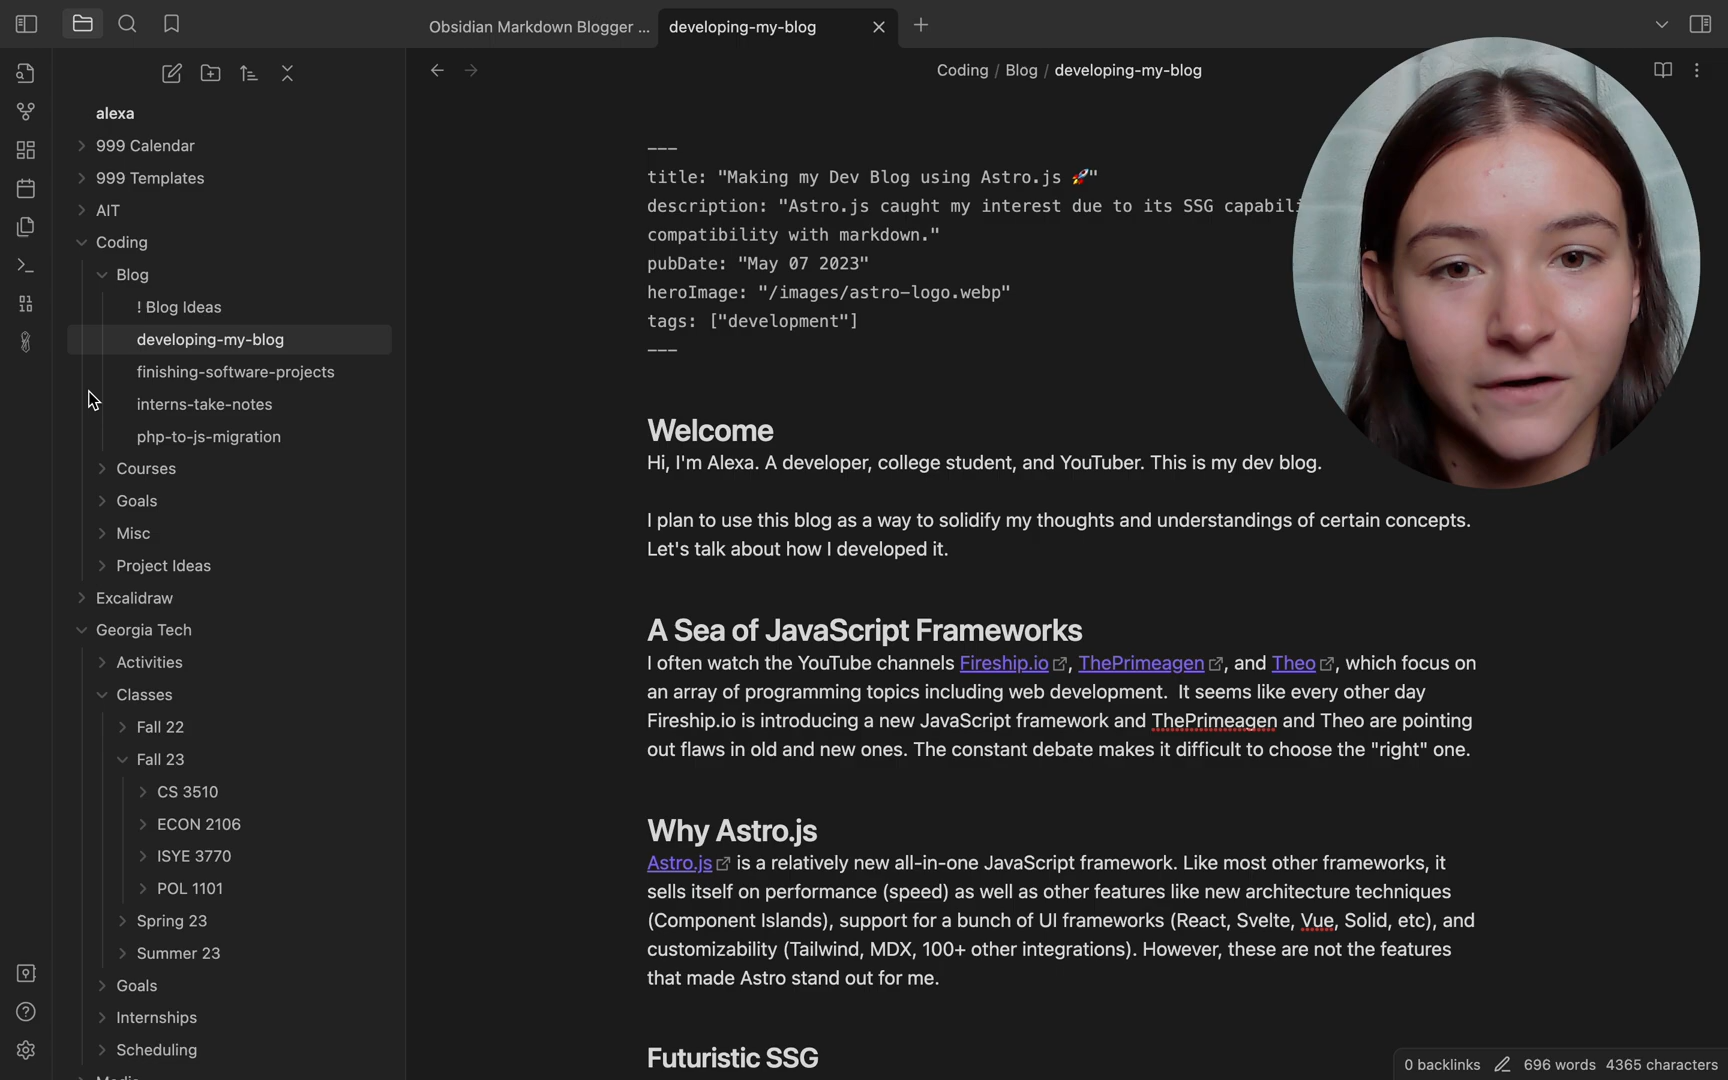 Obsidian Markdown Blogger ...
developing-my-blog
Coding / Blog / developing-my-blog
alexa
999 Calendar
999 Templates
AIT
Coding
Blog
! Blog Ideas
developing-my-blog
finishing-software-projects
interns-take-notes
php-to-js-migration
Courses
Goals
Misc
Project Ideas
Excalidraw
Georgia Tech
Activities
Classes
Fall 22
Fall 23
CS 3510
ECON 2106
ISYE 3770
POL 1101
Spring 23
Summer 23
Goals
Internships
Scheduling
---
title: "Making my Dev Blog using Astro.js 🚀"
description: "Astro.js caught my interest due to its SSG
compatibility with markdown."
pubDate: "May 07 2023"
heroImage: "/images/astro-logo.webp"
tags: ["development"]
---
Welcome
Hi, I'm Alexa. A developer, college student, and YouTuber. This is my dev blog.
I plan to use this blog as a way to solidify my thoughts and understandings of certain concepts.
Let's talk about how I developed it.
A Sea of JavaScript Frameworks
I often watch the YouTube channels Fireship.io, ThePrimeagen, and Theo, which focus on
an array of programming topics including web development. It seems like every other day
Fireship.io is introducing a new JavaScript framework and ThePrimeagen and Theo are pointing
out flaws in old and new ones. The constant debate makes it difficult to choose the "right" one.
Why Astro.js
Astro.js is a relatively new all-in-one JavaScript framework. Like most other frameworks, it
sells itself on performance (speed) as well as other features like new architecture techniques
(Component Islands), support for a bunch of UI frameworks (React, Svelte, Vue, Solid, etc), and
customizability (Tailwind, MDX, 100+ other integrations). However, these are not the features
that made Astro stand out for me.
Futuristic SSG
0 backlinks 696 words 4365 characters